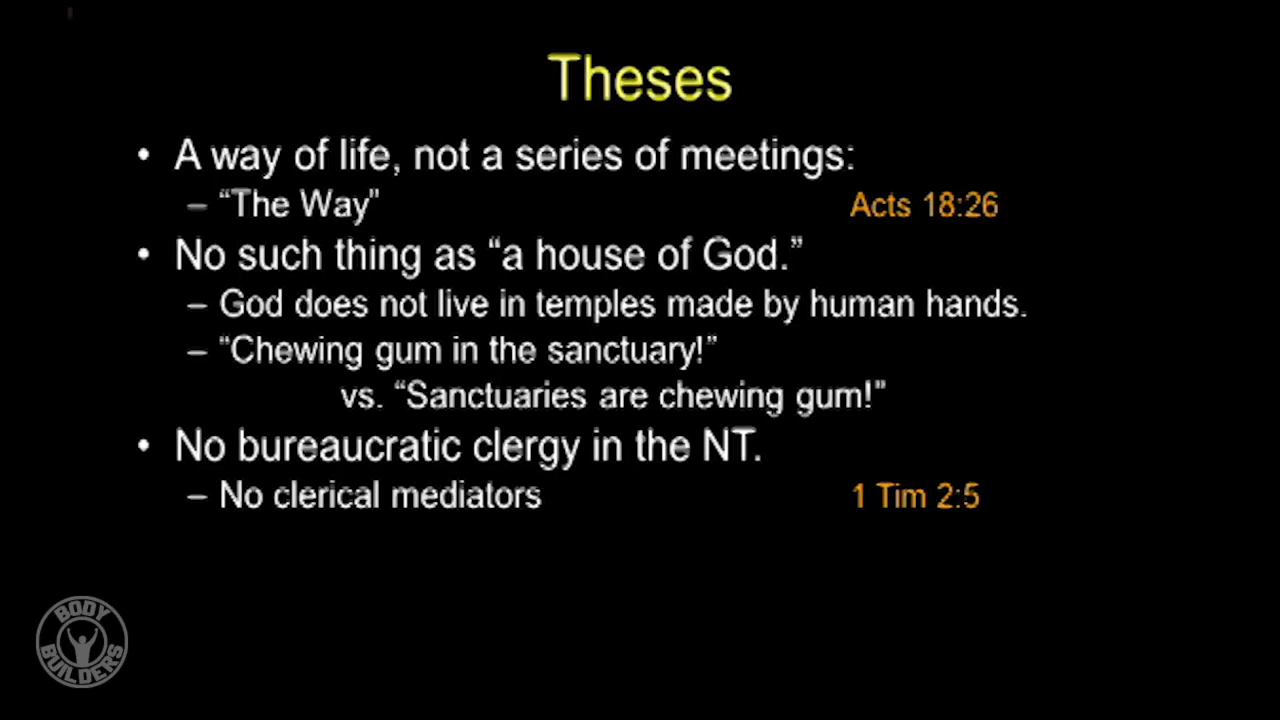 Theses
• A way of life, not a series of meetings:
– “The Way” Acts 18:26
• No such thing as “a house of God.”
– God does not live in temples made by human hands.
– “Chewing gum in the sanctuary!”
vs. “Sanctuaries are chewing gum!”
• No bureaucratic clergy in the NT.
– No clerical mediators 1 Tim 2:5
BODY
BUILDERS